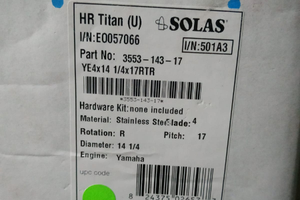 HR Titan (U)
SOLAS
I/N:E0057066
I/N:501A3
Part No: 3553-143-17
YE4x14 1/4x17RTR
*3553-143-17*
Hardware Kit: none included
Material: Stainless Steel Blade: 4
Rotation: R Pitch: 17
Diameter: 14 1/4
Engine: Yamaha
upc code